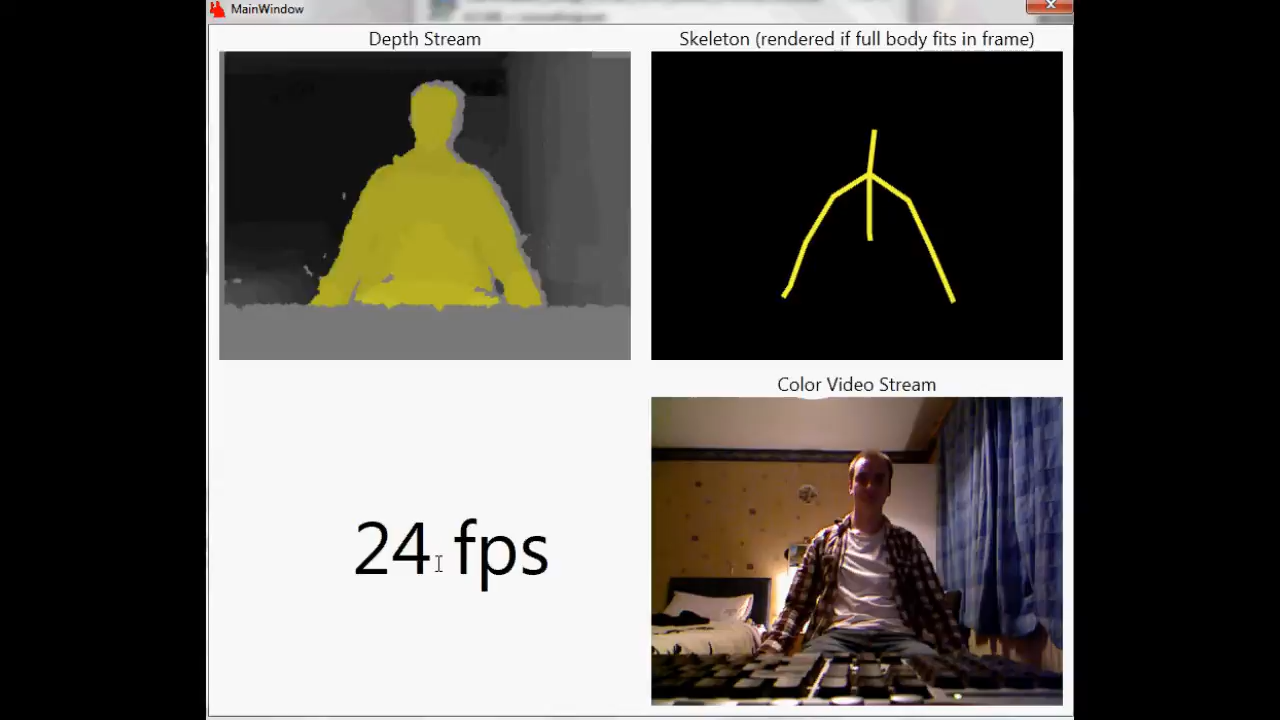 MainWindow
Depth Stream
Skeleton (rendered if full body fits in frame)
Color Video Stream
24 fps